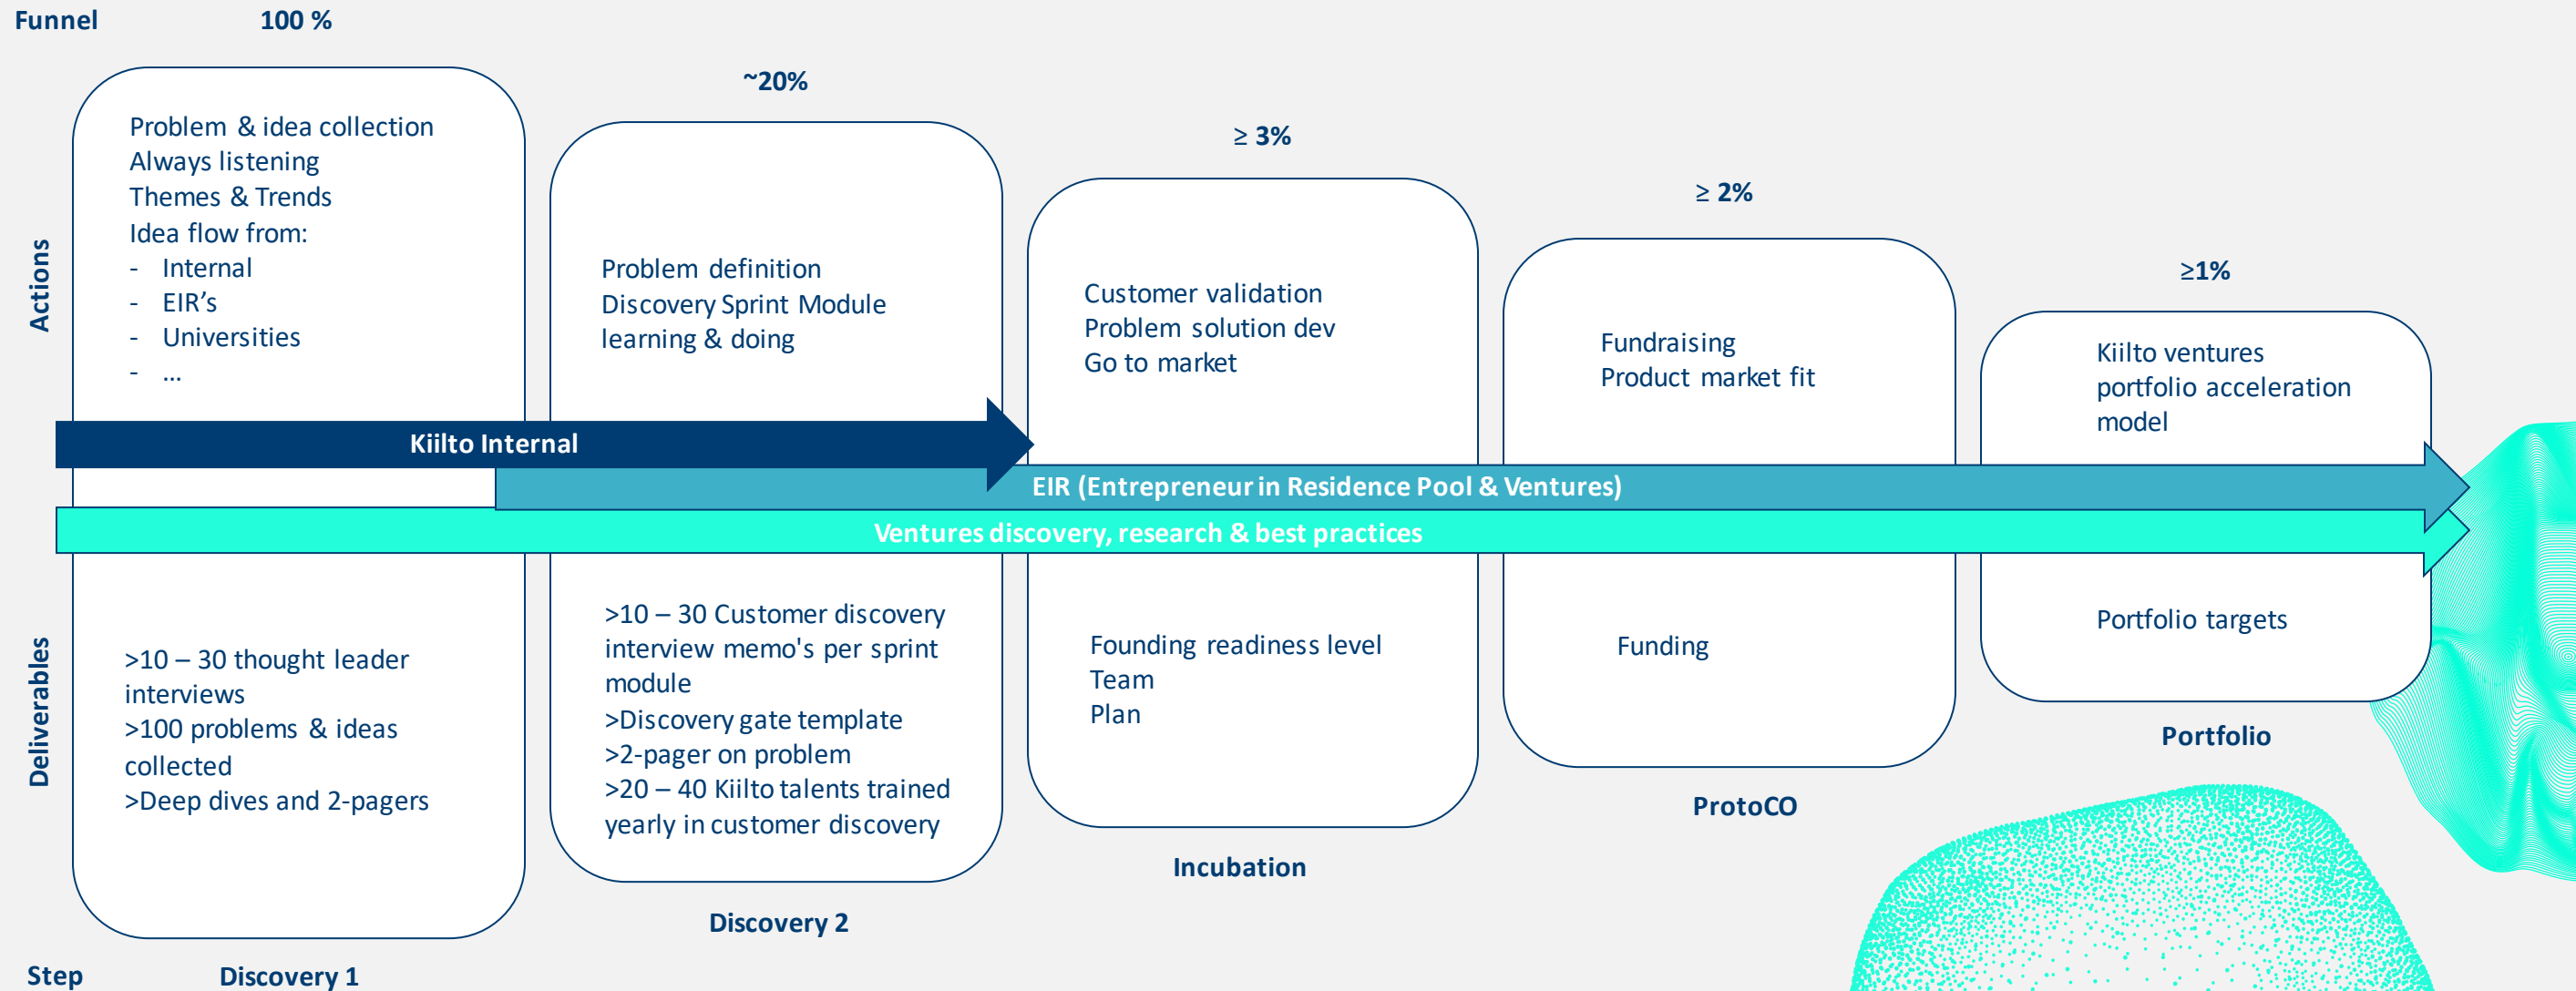 Funnel
100 %
~20%
≥ 3%
≥ 2%
≥1%
Actions
Problem & idea collection
Always listening
Themes & Trends
Idea flow from:
- Internal
- EIR’s
- Universities
- ...
Problem definition
Discovery Sprint Module
learning & doing
Customer validation
Problem solution dev
Go to market
Fundraising
Product market fit
Kiilto ventures
portfolio acceleration
model
Kiilto Internal
EIR (Entrepreneur in Residence Pool & Ventures)
Ventures discovery, research & best practices
Deliverables
>10 – 30 thought leader
interviews
>100 problems & ideas
collected
>Deep dives and 2-pagers
>10 – 30 Customer discovery
interview memo's per sprint
module
>Discovery gate template
>2-pager on problem
>20 – 40 Kiilto talents trained
yearly in customer discovery
Founding readiness level
Team
Plan
Funding
Portfolio targets
Step
Discovery 1
Discovery 2
Incubation
ProtoCO
Portfolio